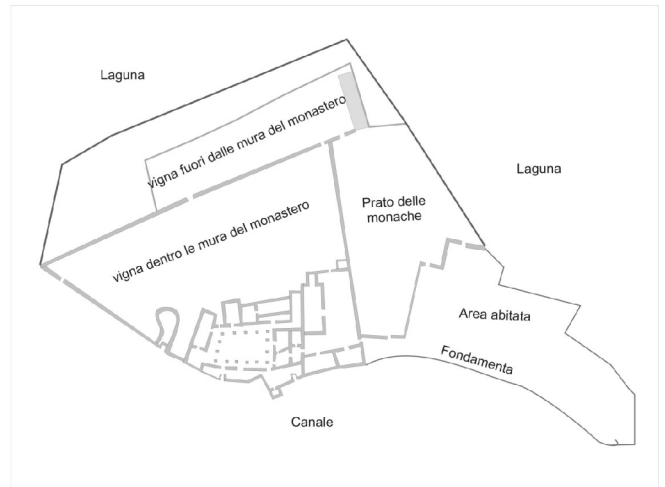 Laguna
vigna fuori dalle mura del monastero
Laguna
Prato delle
monache
vigna dentro le mura del monastero
Area abitata
Fondamenta
Canale